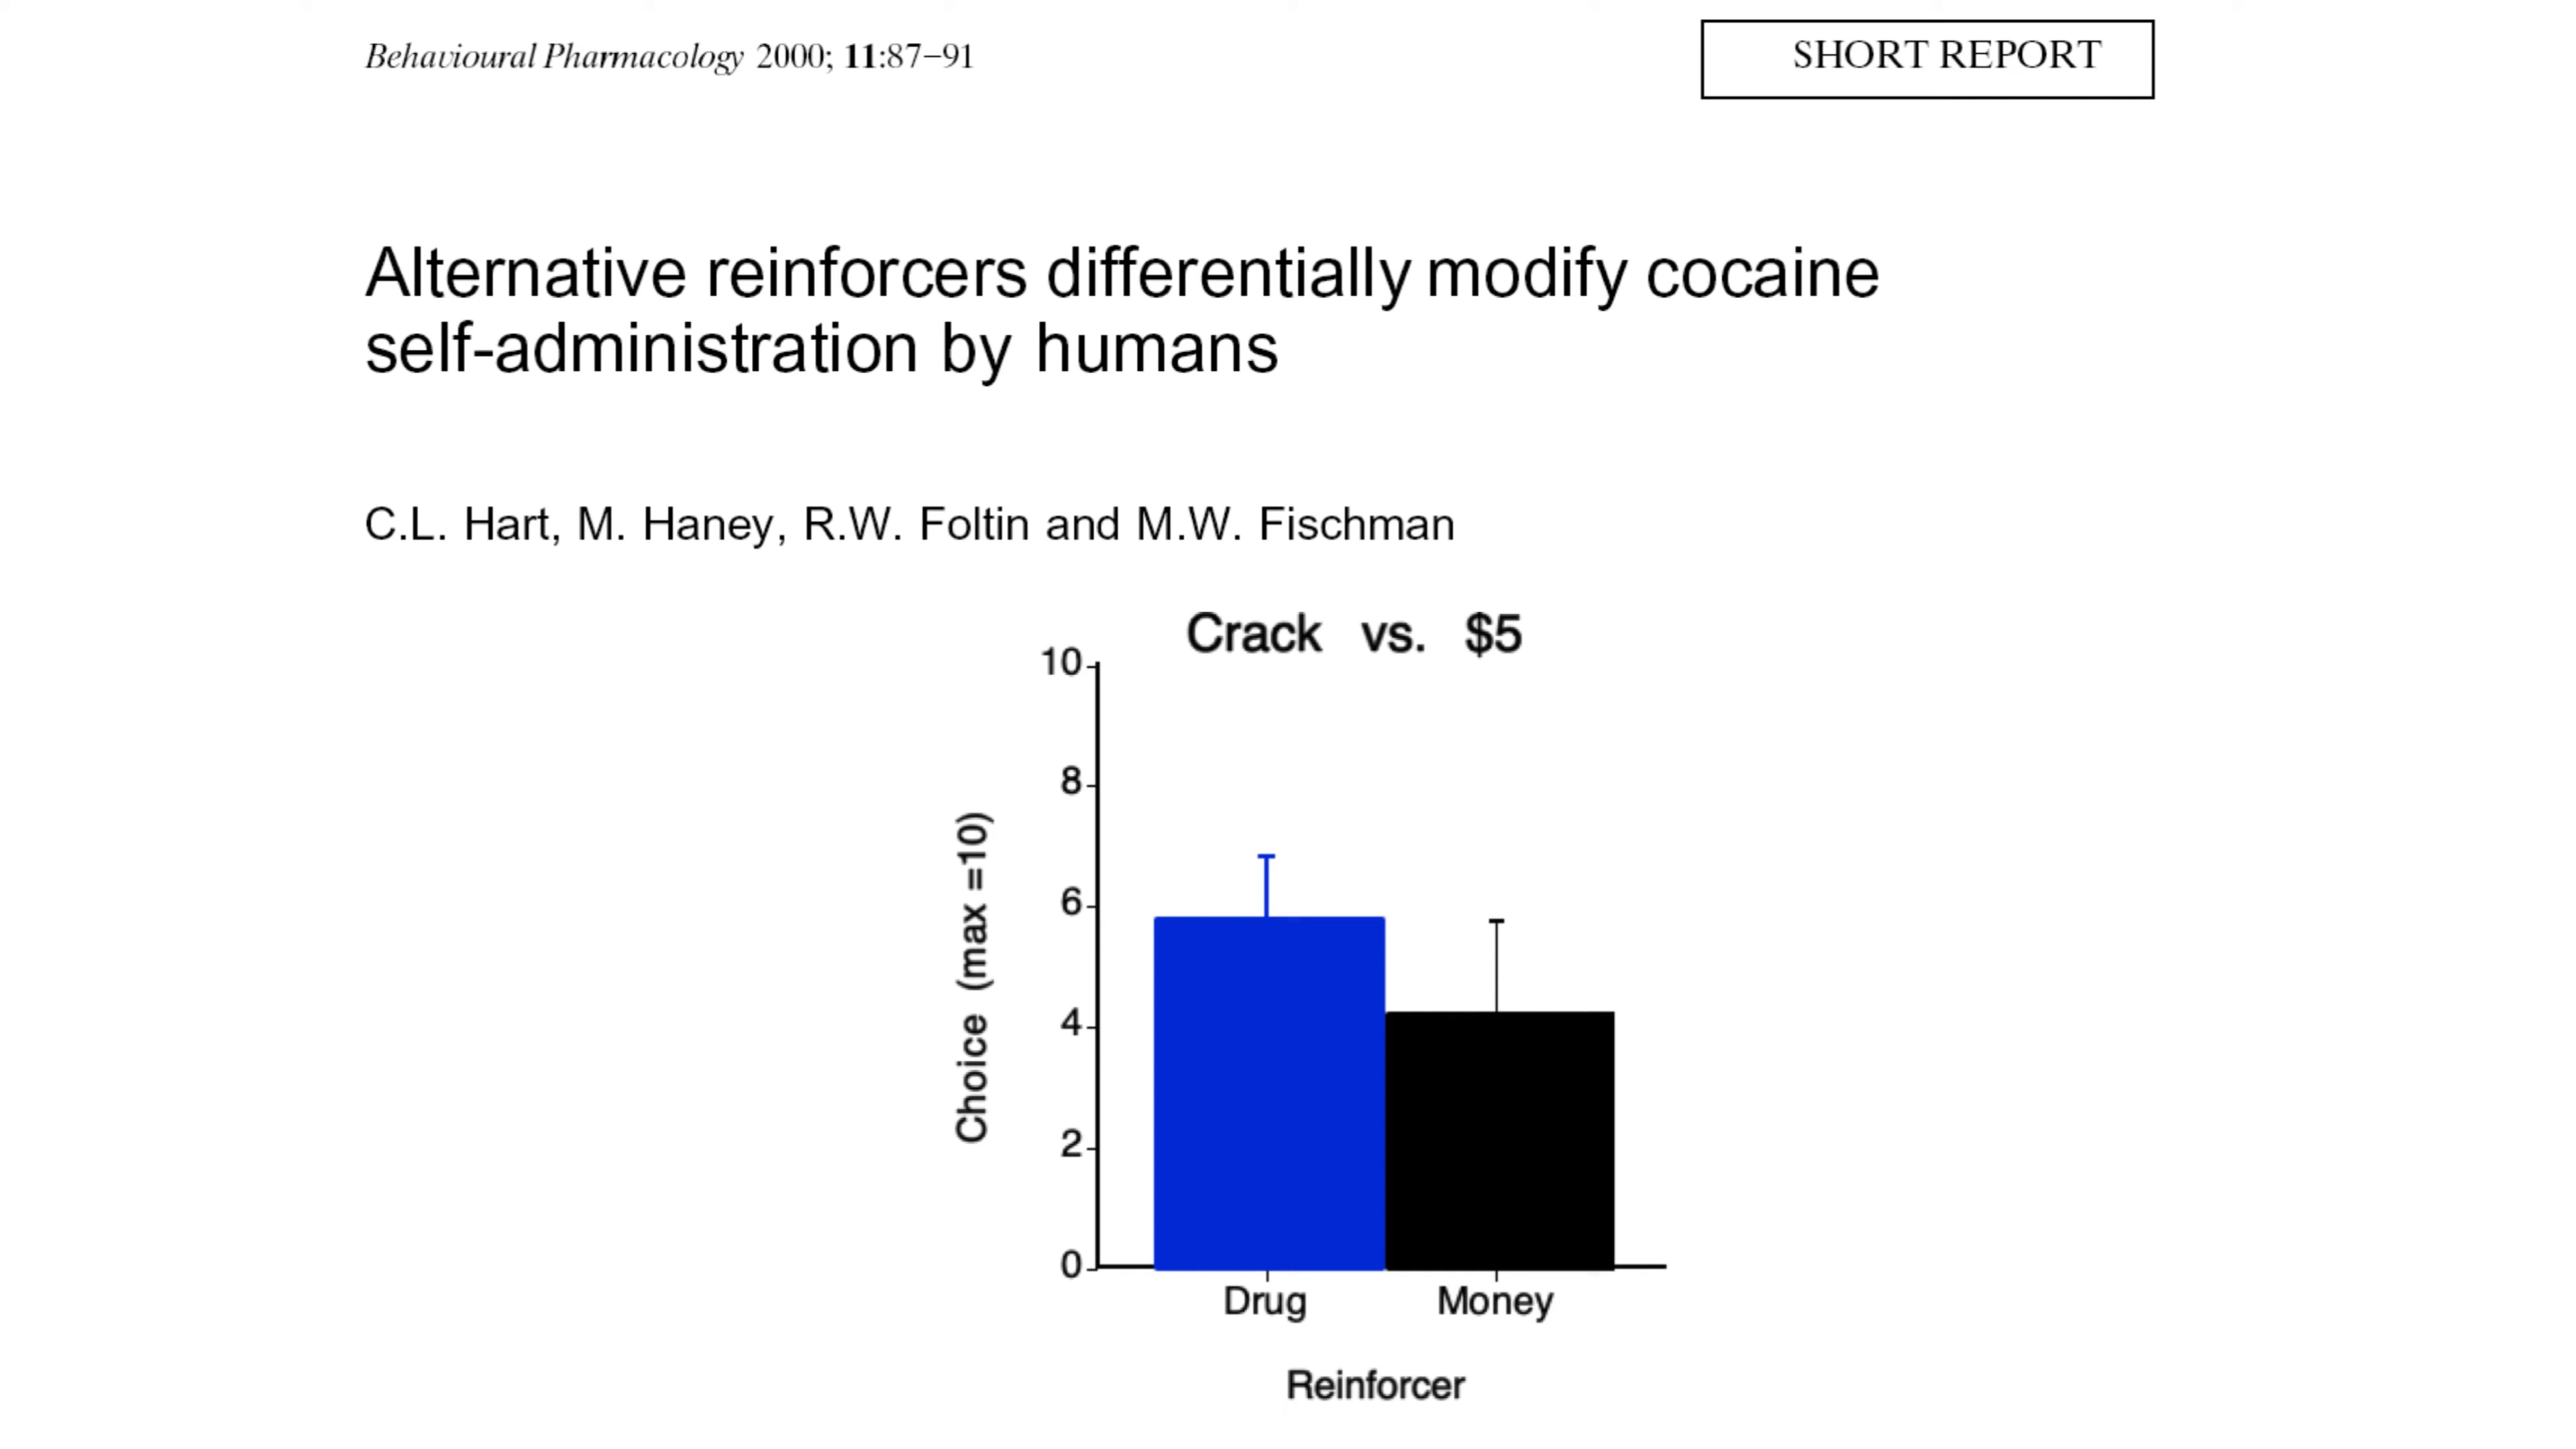 Behavioural Pharmacology 2000; 11:87–91
SHORT REPORT
Alternative reinforcers differentially modify cocaine
self-administration by humans
C.L. Hart, M. Haney, R.W. Foltin and M.W. Fischman
Crack vs. $5
Choice (max =10)
10
8
6
4
2
0
Drug Money
Reinforcer